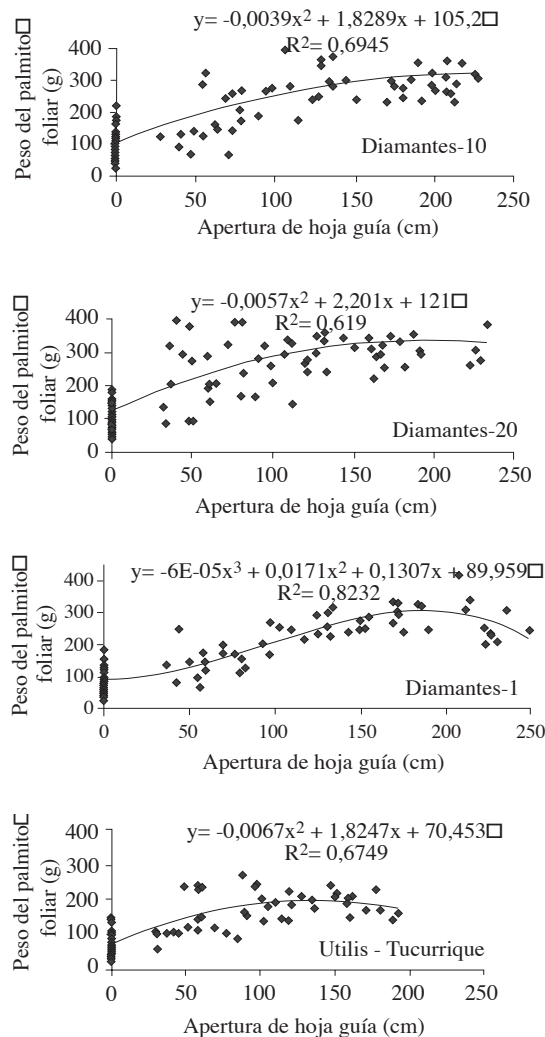 y= -0,0039x² + 1,8289x + 105,2□
R²= 0,6945
Peso del palmito□
foliar (g)
400
300
200
100
0
Diamantes-10
0 50 100 150 200 250
Apertura de hoja guía (cm)
y= -0,0057x² + 2,201x + 121□
R²= 0,619
Peso del palmito□
foliar (g)
400
300
200
100
0
Diamantes-20
0 50 100 150 200 250
Apertura de hoja guía (cm)
y= -6E-05x³ + 0,0171x² + 0,1307x + 89,959□
R²= 0,8232
Peso del palmito□
foliar (g)
400
300
200
100
0
Diamantes-1
0 50 100 150 200 250
Apertura de hoja guía (cm)
y= -0,0067x² + 1,8247x + 70,453□
R²= 0,6749
Peso del palmito□
foliar (g)
400
300
200
100
0
Utilis - Tucurrique
0 50 100 150 200 250
Apertura de hoja guía (cm)